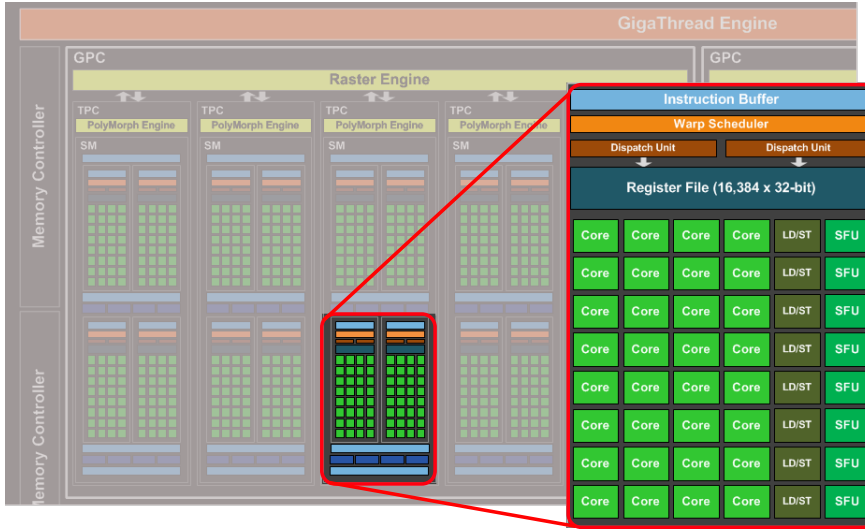 GigaThread Engine
GPC
GPC
Raster Engine
Memory Controller
TPC
TPC
TPC
TPC
PolyMorph Engine
PolyMorph Engine
PolyMorph Engine
PolyMorph Engine
SM
SM
SM
SM
Memory Controller
Instruction Buffer
Warp Scheduler
Dispatch Unit
Dispatch Unit
Register File (16,384 x 32-bit)
Core Core Core Core LD/ST SFU
Core Core Core Core LD/ST SFU
Core Core Core Core LD/ST SFU
Core Core Core Core LD/ST SFU
Core Core Core Core LD/ST SFU
Core Core Core Core LD/ST SFU
Core Core Core Core LD/ST SFU
Core Core Core Core LD/ST SFU